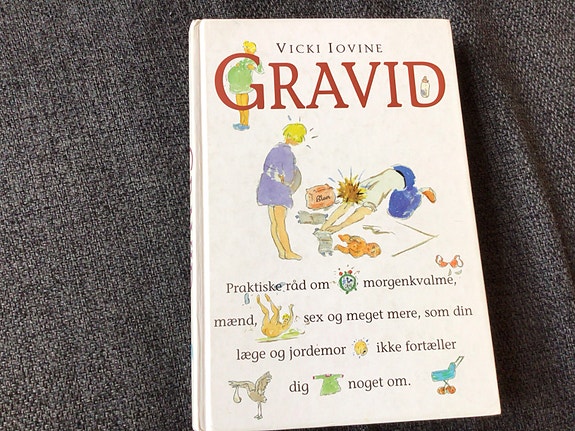 VICKI IOVINE
GRAVID
Praktiske råd om morgenkvalme,
mænd, sex og meget mere, som din
læge og jordemor ikke fortæller
dig noget om.